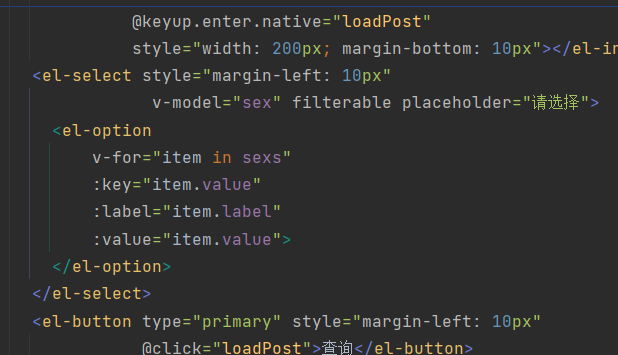 @keyup.enter.native="loadPost"
style="width: 200px; margin-bottom: 10px"></el-in
<el-select style="margin-left: 10px"
v-model="sex" filterable placeholder="请选择">
<el-option
v-for="item in sexs"
:key="item.value"
:label="item.label"
:value="item.value">
</el-option>
</el-select>
<el-button type="primary" style="margin-left: 10px"
@click="loadPost">查询</el-button>